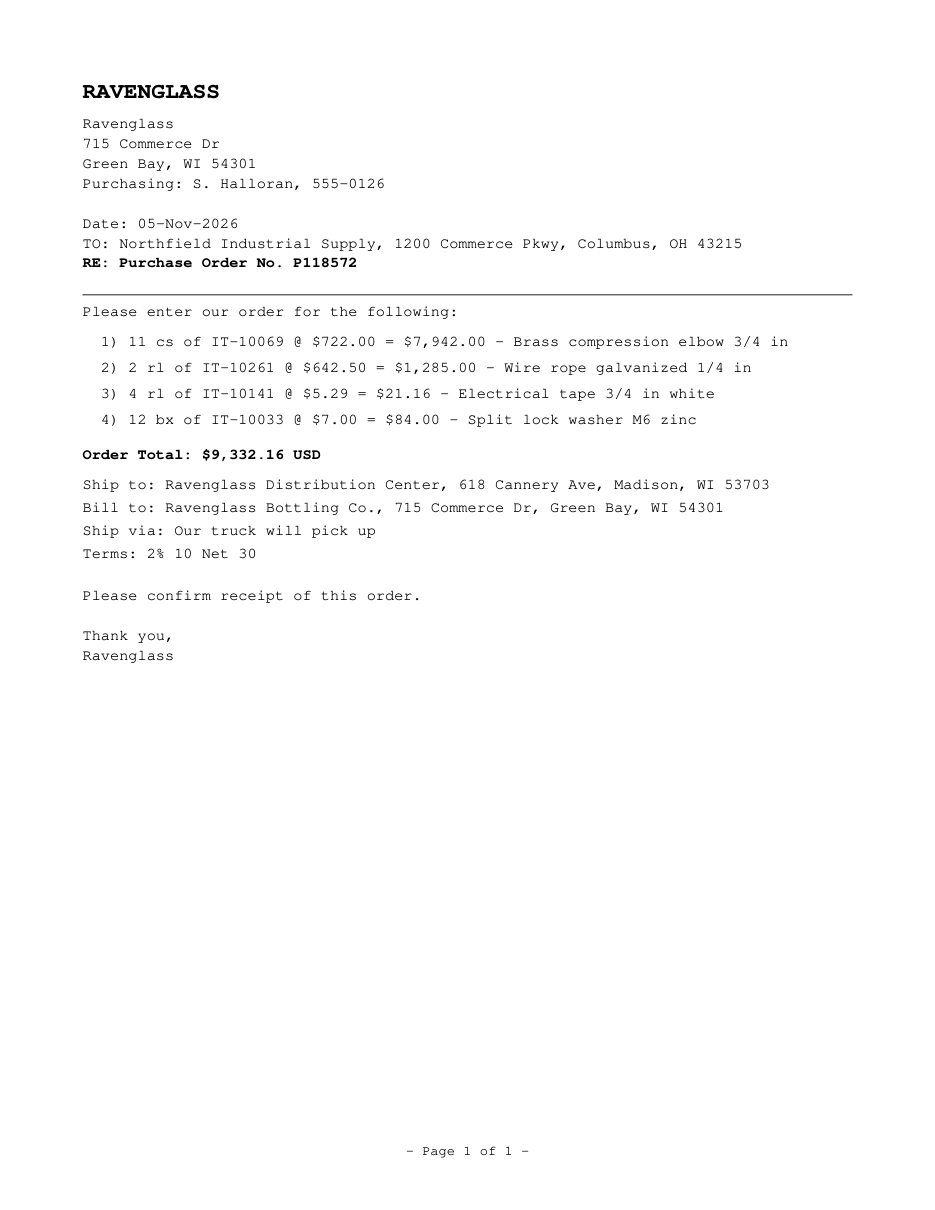 RAVENGLASS
Ravenglass
715 Commerce Dr
Green Bay, WI 54301
Purchasing: S. Halloran, 555-0126
Date: 05-Nov-2026
TO: Northfield Industrial Supply, 1200 Commerce Pkwy, Columbus, OH 43215
RE: Purchase Order No. P118572
Please enter our order for the following:
1) 11 cs of IT-10069 @ $722.00 = $7,942.00 - Brass compression elbow 3/4 in
2) 2 rl of IT-10261 @ $642.50 = $1,285.00 - Wire rope galvanized 1/4 in
3) 4 rl of IT-10141 @ $5.29 = $21.16 - Electrical tape 3/4 in white
4) 12 bx of IT-10033 @ $7.00 = $84.00 - Split lock washer M6 zinc
Order Total: $9,332.16 USD
Ship to: Ravenglass Distribution Center, 618 Cannery Ave, Madison, WI 53703
Bill to: Ravenglass Bottling Co., 715 Commerce Dr, Green Bay, WI 54301
Ship via: Our truck will pick up
Terms: 2% 10 Net 30
Please confirm receipt of this order.
Thank you,
Ravenglass
- Page 1 of 1 -